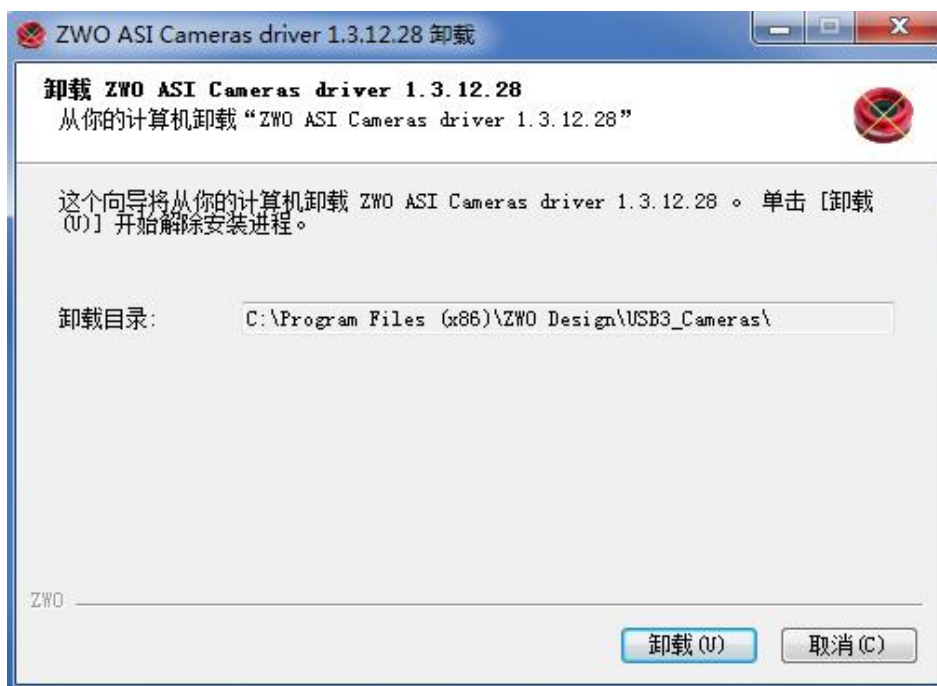 ZWO ASI Cameras driver 1.3.12.28 卸载
卸载 ZWO ASI Cameras driver 1.3.12.28
从你的计算机卸载“ZWO ASI Cameras driver 1.3.12.28”
这个向导将从你的计算机卸载 ZWO ASI Cameras driver 1.3.12.28 。 单击 [卸载
(U)] 开始解除安装进程。
卸载目录: C:\Program Files (x86)\ZWO Design\USB3_Cameras\
ZWO
卸载(U) 取消(C)